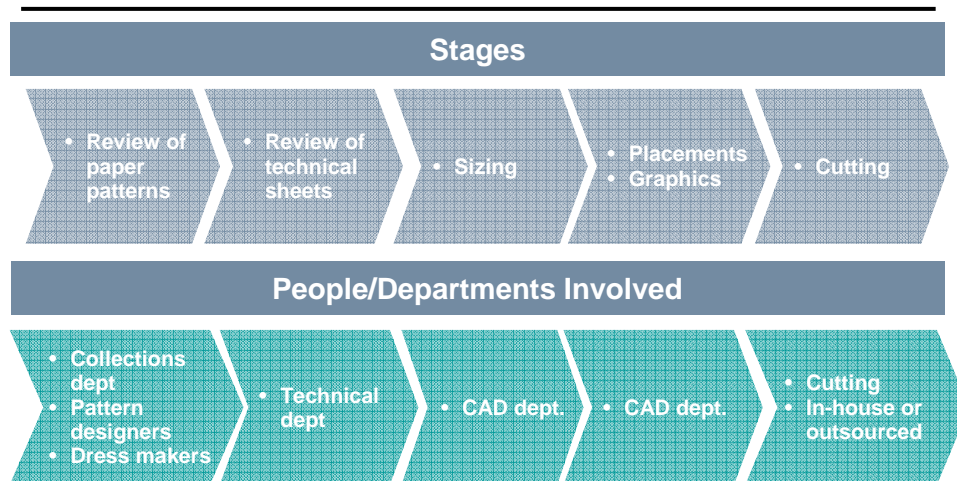 Stages
• Review of
paper
patterns
• Review of
technical
sheets
• Sizing
• Placements
• Graphics
• Cutting
People/Departments Involved
• Collections
dept
• Pattern
designers
• Dress makers
• Technical
dept
• CAD dept.
• CAD dept.
• Cutting
• In-house or
outsourced